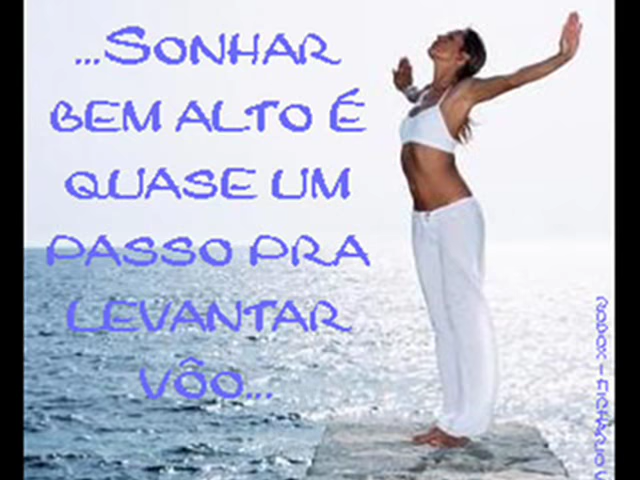 ...SONHAR
BEM ALTO É
QUASE UM
PASSO PRA
LEVANTAR
VÔO...